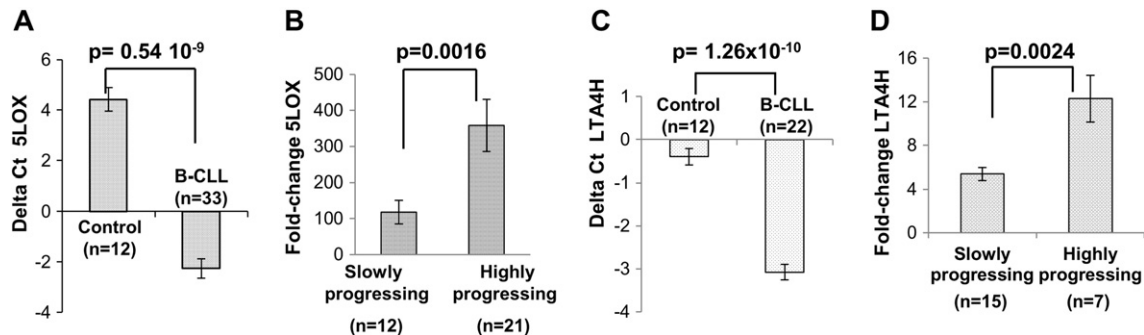 A
p= 0.54 10-9
Delta Ct 5LOX
6
4
2
0
-2
-4
Control
(n=12)
B-CLL
(n=33)
B
p=0.0016
Fold-change 5LOX
500
400
300
200
100
0
Slowly
progressing
(n=12)
Highly
progressing
(n=21)
C
p= 1.26x10-10
Delta Ct LTA4H
1
0
-1
-2
-3
-4
Control
(n=12)
B-CLL
(n=22)
D
p=0.0024
Fold-change LTA4H
16
12
8
4
0
Slowly
progressing
(n=15)
Highly
progressing
(n=7)